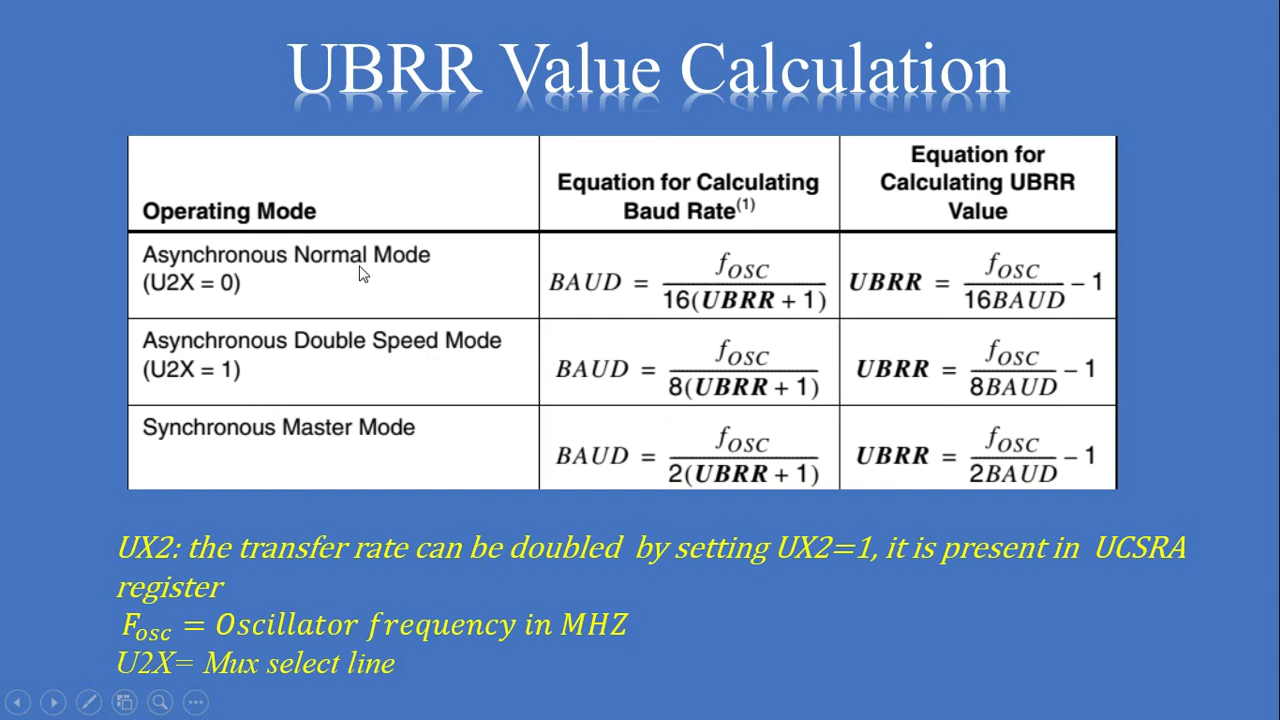 UBRR Value Calculation
Operating Mode
Equation for Calculating
Baud Rate(1)
Equation for
Calculating UBRR
Value
Asynchronous Normal Mode
(U2X = 0)
BAUD = fOSC / 16(UBRR + 1)
UBRR = fOSC / 16BAUD – 1
Asynchronous Double Speed Mode
(U2X = 1)
BAUD = fOSC / 8(UBRR + 1)
UBRR = fOSC / 8BAUD – 1
Synchronous Master Mode
BAUD = fOSC / 2(UBRR + 1)
UBRR = fOSC / 2BAUD – 1
UX2: the transfer rate can be doubled by setting UX2=1, it is present in UCSRA
register
Fosc = Oscillator frequency in MHZ
U2X= Mux select line